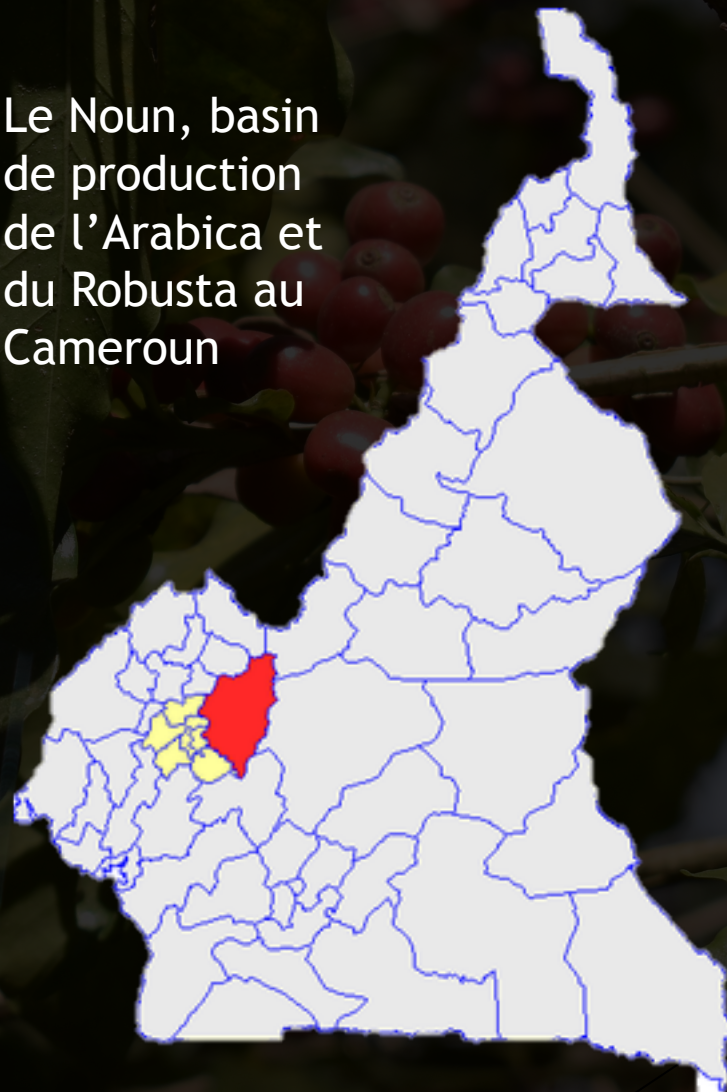 Le Noun, basin
de production
de l’Arabica et
du Robusta au
Cameroun